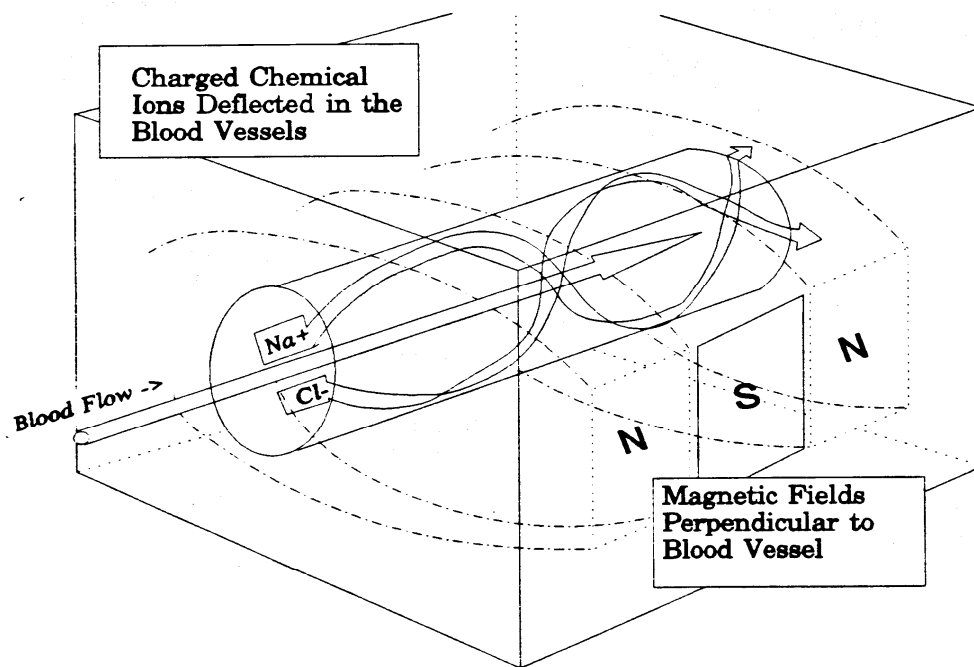 Charged Chemical
Ions Deflected in the
Blood Vessels
Na+
Cl-
Blood Flow ->
N
S
N
Magnetic Fields
Perpendicular to
Blood Vessel